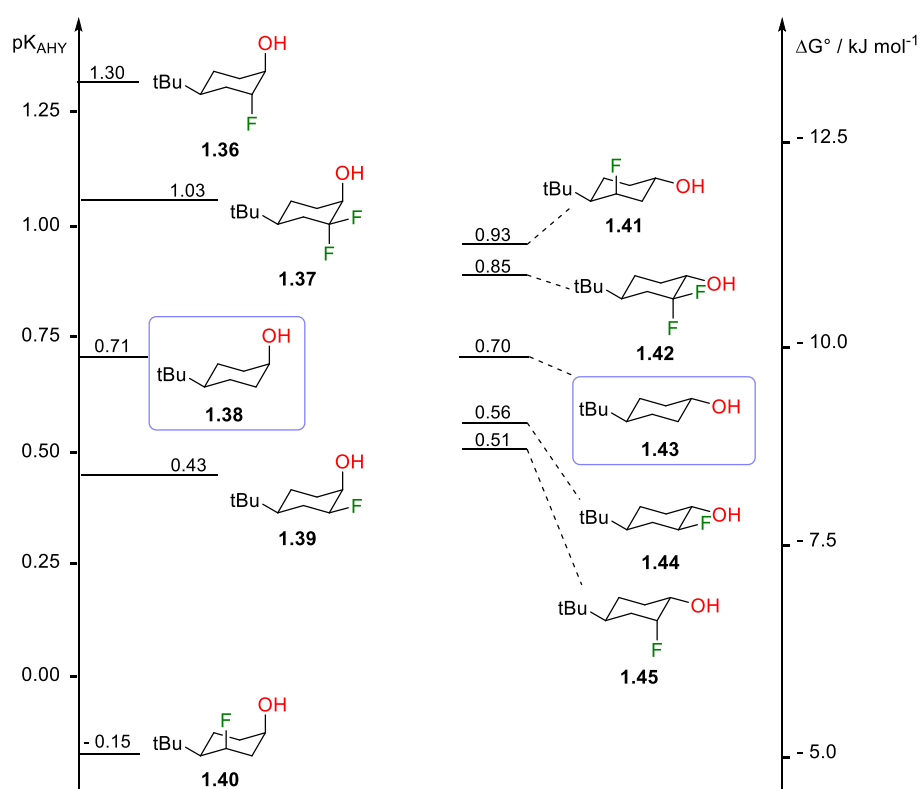 pK_AHY
ΔG° / kJ mol⁻¹
1.25
1.00
0.75
0.50
0.25
0.00
1.30
OH
tBu
F
1.36
1.03
OH
tBu
F
F
1.37
0.71
OH
tBu
1.38
0.43
OH
tBu
F
1.39
- 0.15
OH
F
tBu
1.40
0.93
F
tBu
OH
1.41
0.85
tBu
OH
F
F
1.42
0.70
tBu
OH
1.43
0.56
tBu
OH
F
1.44
0.51
tBu
OH
F
1.45
- 12.5
- 10.0
- 7.5
- 5.0